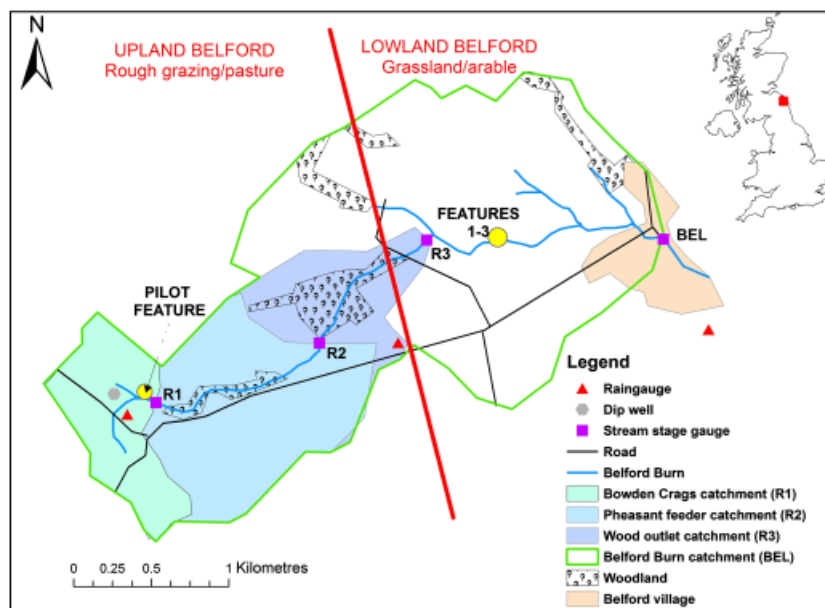 N
UPLAND BELFORD
Rough grazing/pasture
LOWLAND BELFORD
Grassland/arable
FEATURES
1-3
BEL
R3
PILOT
FEATURE
R2
R1
Legend
Raingauge
Dip well
Stream stage gauge
Road
Belford Burn
Bowden Crags catchment (R1)
Pheasant feeder catchment (R2)
Wood outlet catchment (R3)
Belford Burn catchment (BEL)
Woodland
Belford village
0 0.25 0.5 1 Kilometres